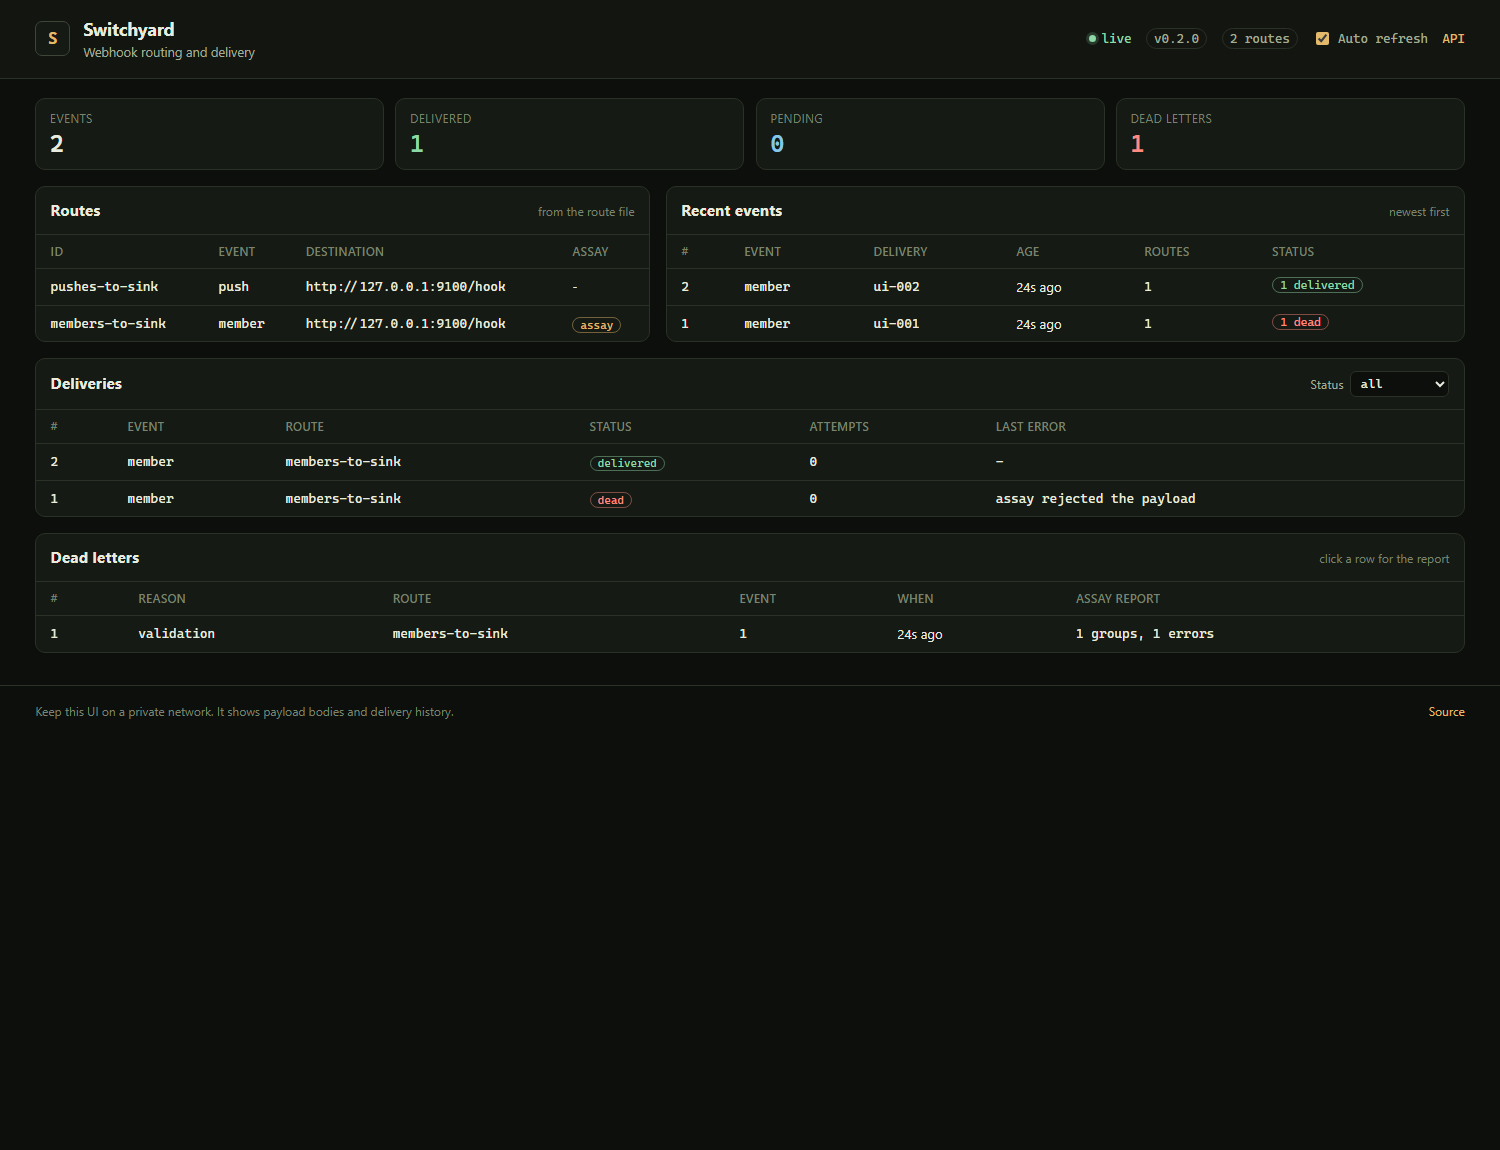 S
Switchyard
Webhook routing and delivery
live v0.2.0 2 routes Auto refresh API
EVENTS
2
DELIVERED
1
PENDING
0
DEAD LETTERS
1
Routes from the route file
ID EVENT DESTINATION ASSAY
pushes-to-sink push http://127.0.0.1:9100/hook -
members-to-sink member http://127.0.0.1:9100/hook assay
Recent events newest first
# EVENT DELIVERY AGE ROUTES STATUS
2 member ui-002 24s ago 1 1 delivered
1 member ui-001 24s ago 1 1 dead
Deliveries Status all
# EVENT ROUTE STATUS ATTEMPTS LAST ERROR
2 member members-to-sink delivered 0 –
1 member members-to-sink dead 0 assay rejected the payload
Dead letters click a row for the report
# REASON ROUTE EVENT WHEN ASSAY REPORT
1 validation members-to-sink 1 24s ago 1 groups, 1 errors
Keep this UI on a private network. It shows payload bodies and delivery history. Source